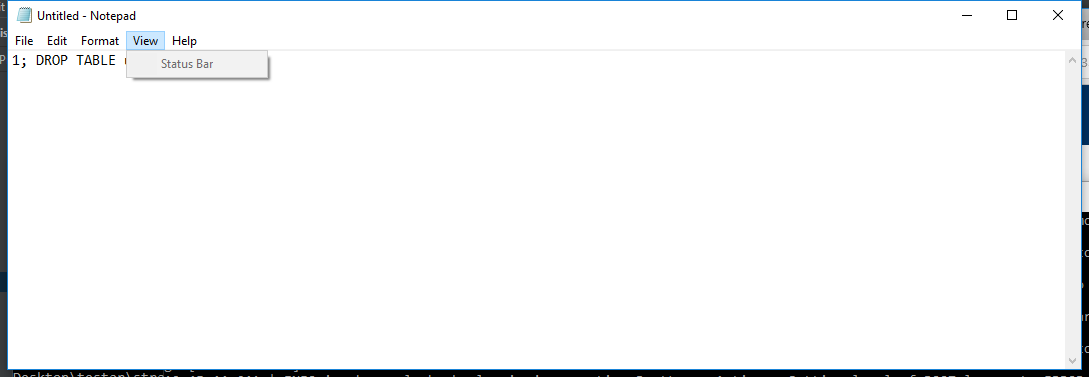 Untitled - Notepad
File Edit Format View Help
1; DROP TABLE
Status Bar